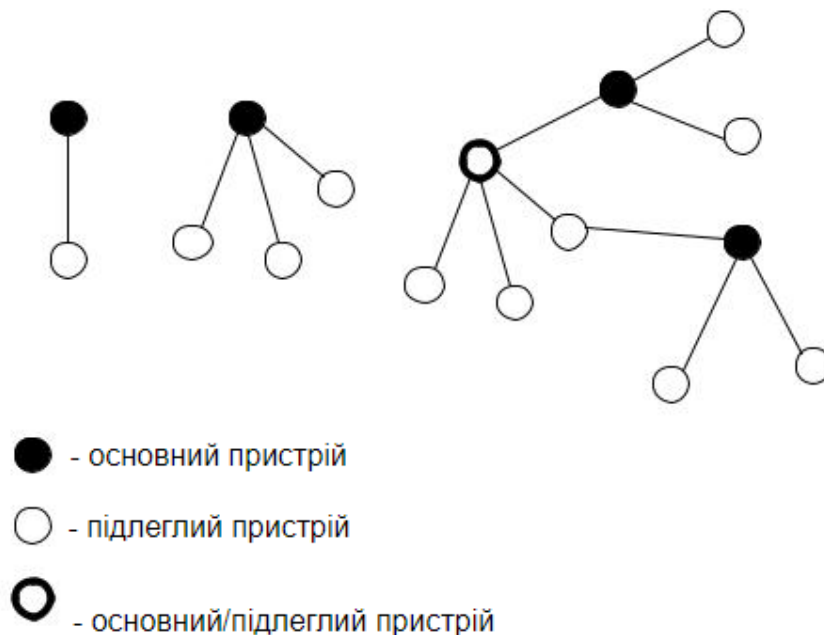 - основний пристрій
- підлеглий пристрій
- основний/підлеглий пристрій